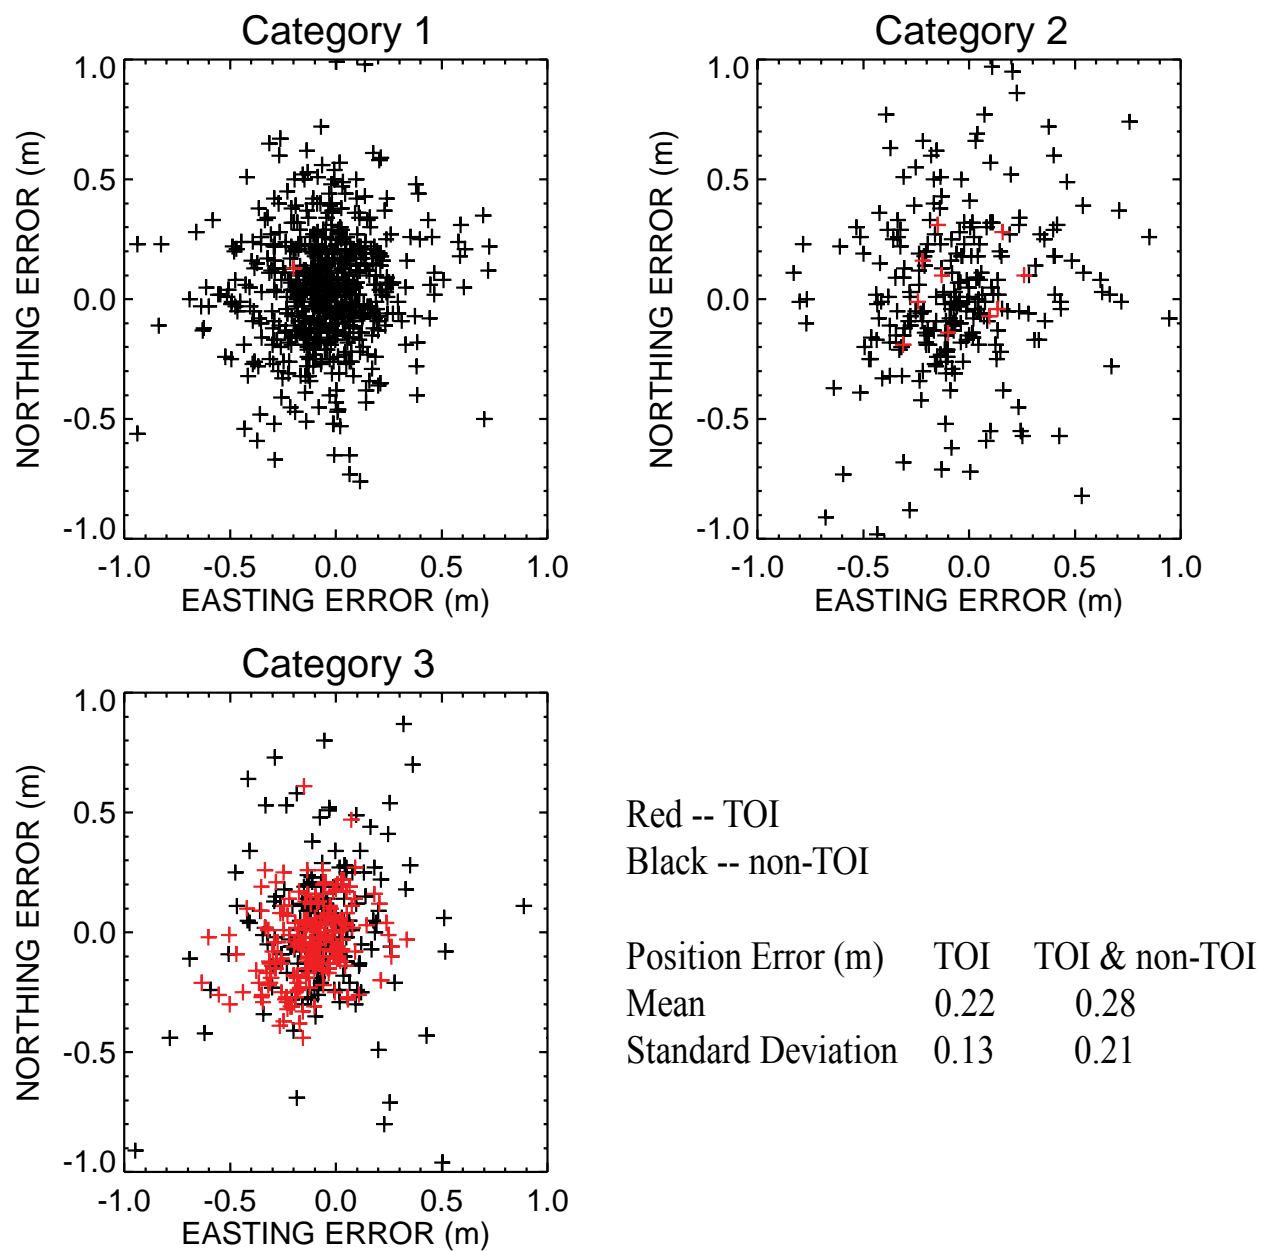 Category 1
1.0
0.5
0.0
-0.5
-1.0
NORTHING ERROR (m)
-1.0 -0.5 0.0 0.5 1.0
EASTING ERROR (m)
Category 2
1.0
0.5
0.0
-0.5
-1.0
NORTHING ERROR (m)
-1.0 -0.5 0.0 0.5 1.0
EASTING ERROR (m)
Category 3
1.0
0.5
0.0
-0.5
-1.0
NORTHING ERROR (m)
-1.0 -0.5 0.0 0.5 1.0
EASTING ERROR (m)
Red -- TOI
Black -- non-TOI
Position Error (m) TOI TOI & non-TOI
Mean 0.22 0.28
Standard Deviation 0.13 0.21